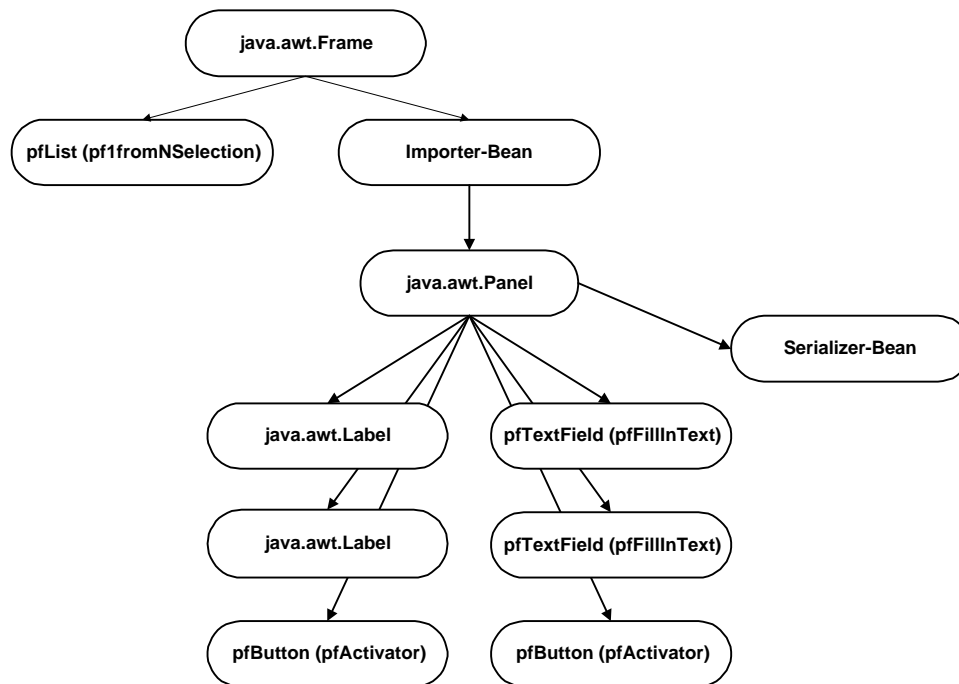 java.awt.Frame
pfList (pf1fromNSelection)
Importer-Bean
java.awt.Panel
Serializer-Bean
java.awt.Label
pfTextField (pfFillInText)
java.awt.Label
pfTextField (pfFillInText)
pfButton (pfActivator)
pfButton (pfActivator)